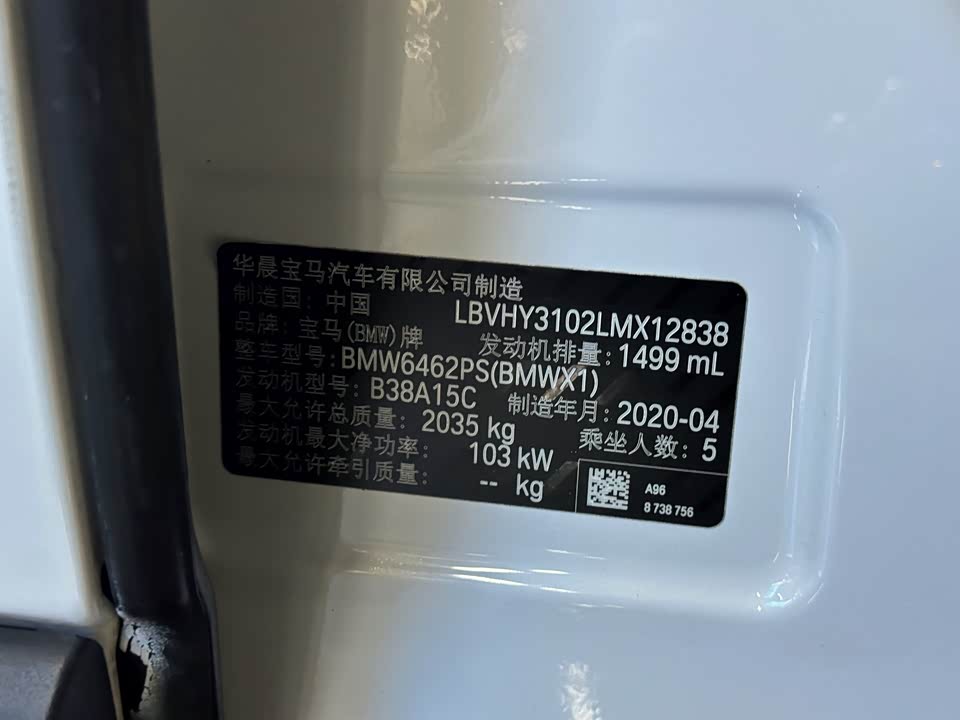 华晨宝马汽车有限公司制造
制造国: 中国 LBVHY3102LMX12838
品牌: 宝马(BMW)牌 发动机排量: 1499 mL
整车型号: BMW6462PS(BMWX1)
发动机型号: B38A15C 制造年月: 2020-04
最大允许总质量: 2035 kg 乘坐人数: 5
发动机最大净功率: 103 kW
最大允许牵引质量: -- kg
A96
8 738 756